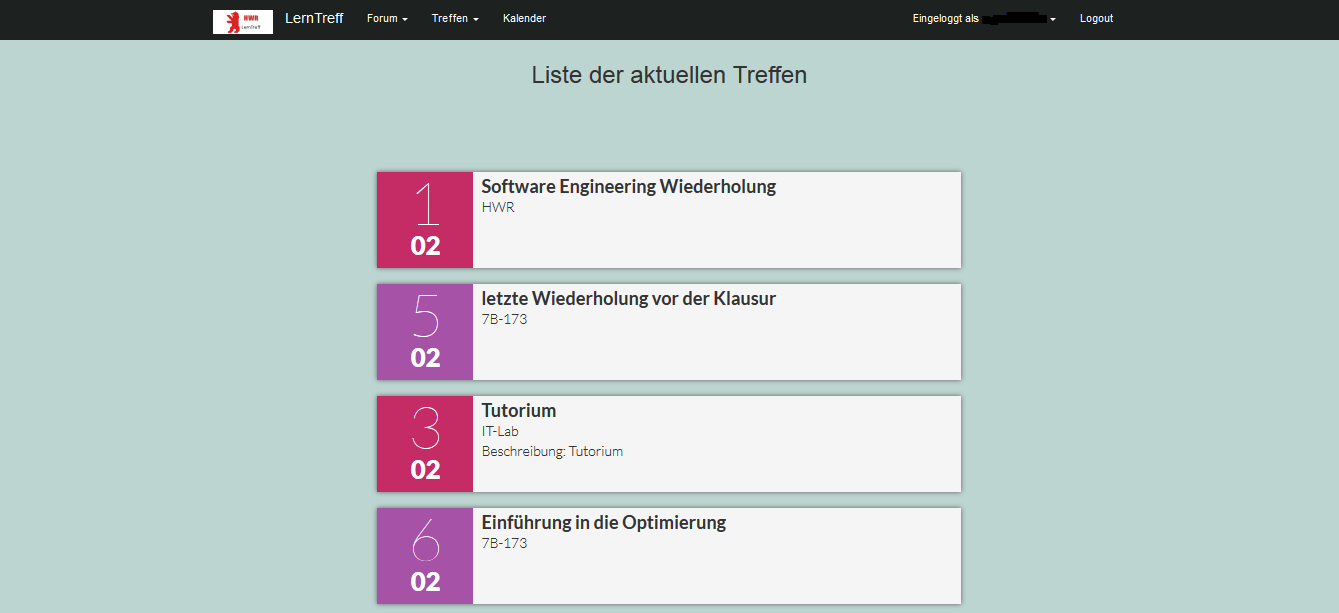 HWR
LernTreff
LernTreff Forum Treffen Kalender Eingeloggt als Logout
Liste der aktuellen Treffen
1
02
Software Engineering Wiederholung
HWR
5
02
letzte Wiederholung vor der Klausur
7B-173
3
02
Tutorium
IT-Lab
Beschreibung: Tutorium
6
02
Einführung in die Optimierung
7B-173